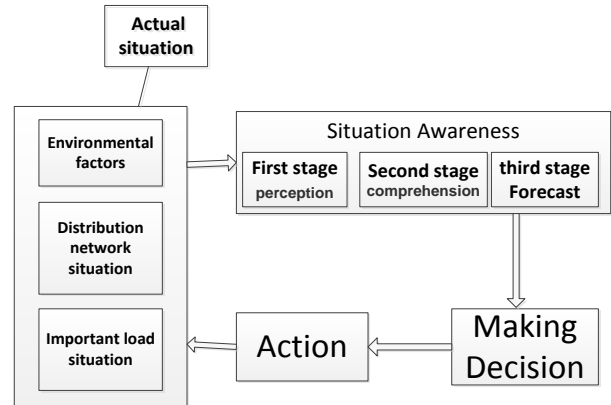 Actual
situation
Environmental
factors
Distribution
network
situation
Important load
situation
Situation Awareness
First stage
perception
Second stage
comprehension
third stage
Forecast
Making
Decision
Action